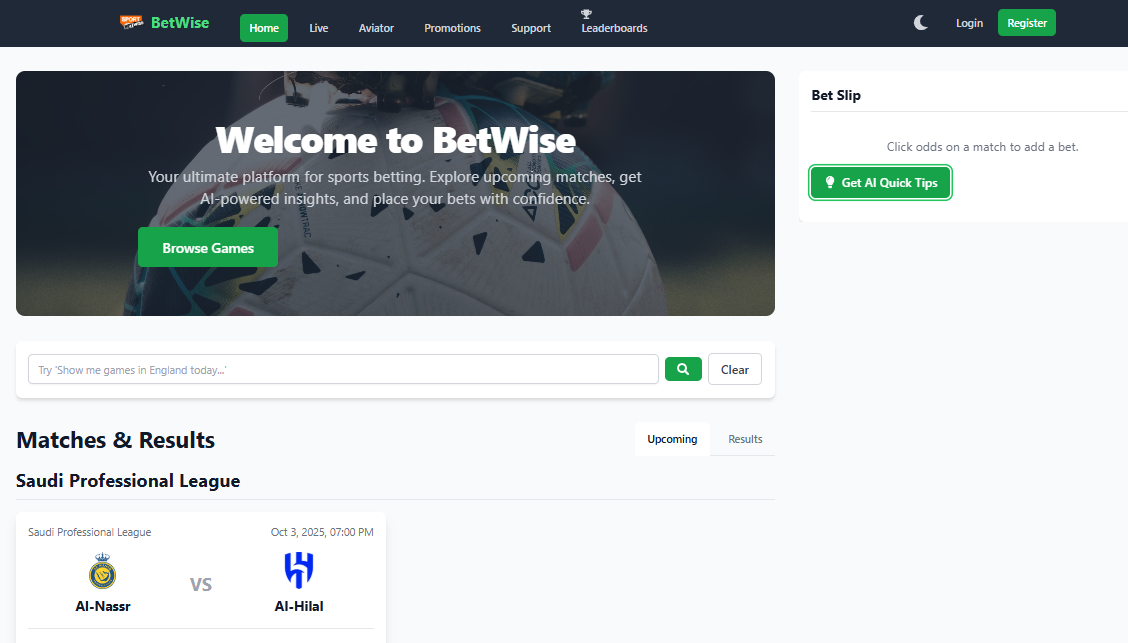 SPORT
BetWise
Home
Live
Aviator
Promotions
Support
Leaderboards
Login
Register
Welcome to BetWise
Your ultimate platform for sports betting. Explore upcoming matches, get
AI-powered insights, and place your bets with confidence.
Browse Games
Bet Slip
Click odds on a match to add a bet.
Get AI Quick Tips
Try 'Show me games in England today...'
Clear
Matches & Results
Upcoming
Results
Saudi Professional League
Saudi Professional League
Oct 3, 2025, 07:00 PM
VS
Al-Nassr
Al-Hilal